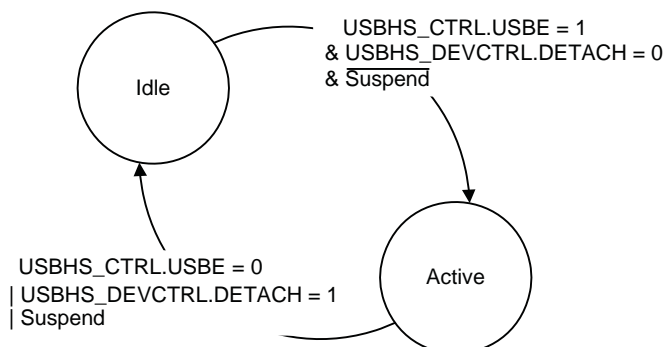 USBHS_CTRL.USBE = 1
& USBHS_DEVCTRL.DETACH = 0
& Suspend
Idle
Active
USBHS_CTRL.USBE = 0
| USBHS_DEVCTRL.DETACH = 1
| Suspend